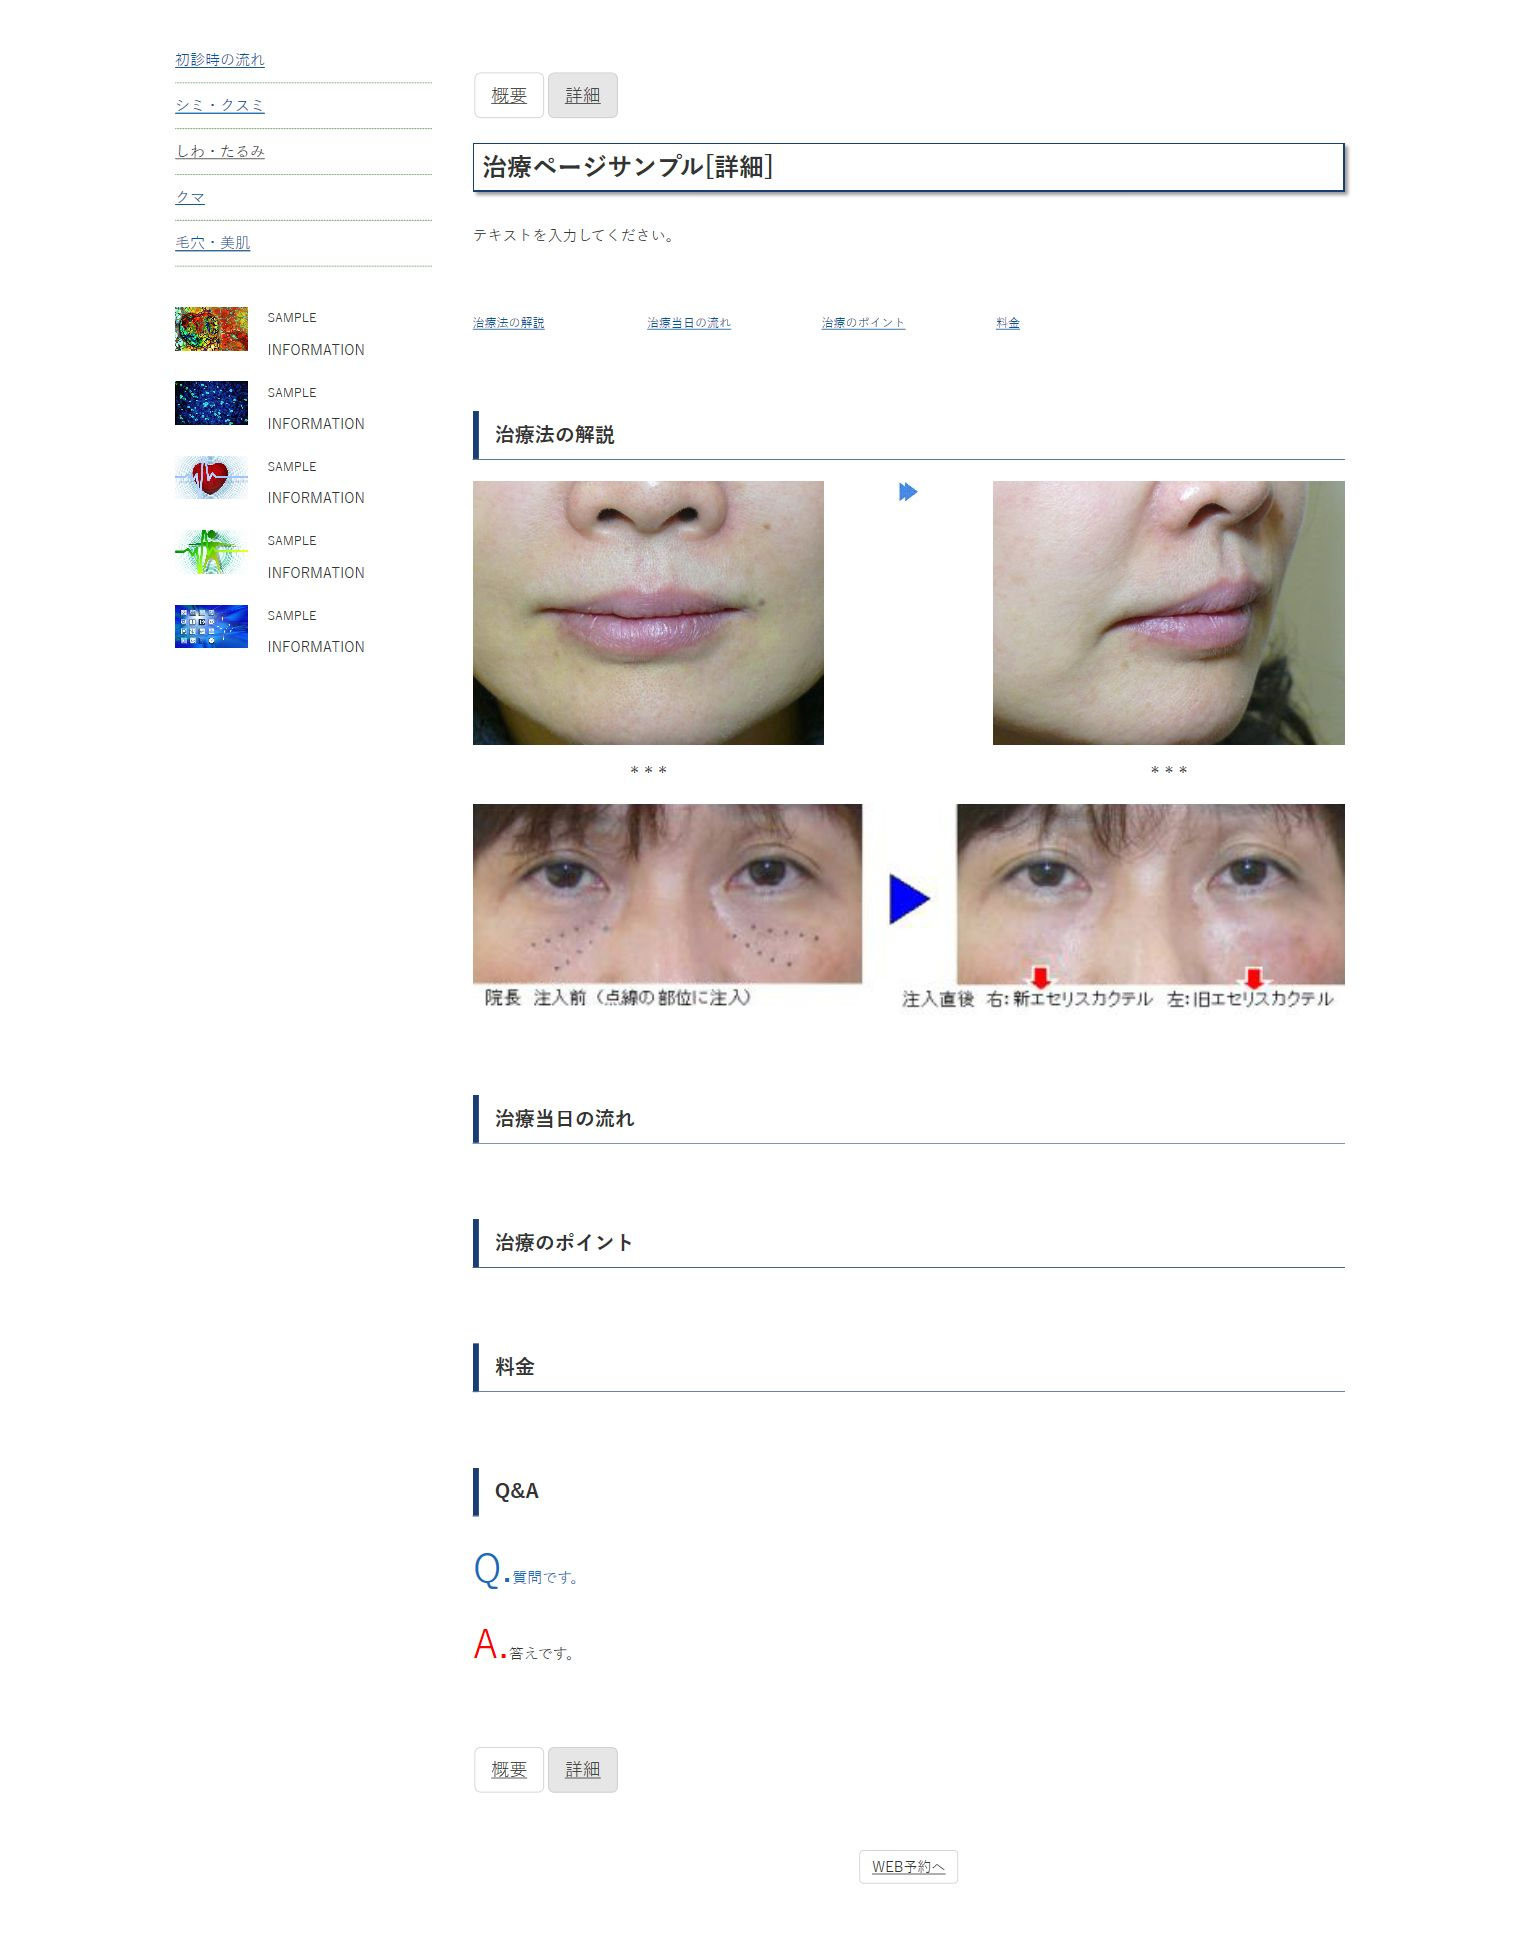 初診時の流れ
シミ・クスミ
しわ・たるみ
クマ
毛穴・美肌
SAMPLE
INFORMATION
SAMPLE
INFORMATION
SAMPLE
INFORMATION
SAMPLE
INFORMATION
SAMPLE
INFORMATION
概要 詳細
治療ページサンプル[詳細]
テキストを入力してください。
治療法の解説 治療当日の流れ 治療のポイント 料金
治療法の解説
＊＊＊ ＊＊＊
院長 注入前（点線の部位に注入） 注入直後 右：新エセリスカクテル 左：旧エセリスカクテル
治療当日の流れ
治療のポイント
料金
Q&A
Q.質問です。
A.答えです。
概要 詳細
WEB予約へ